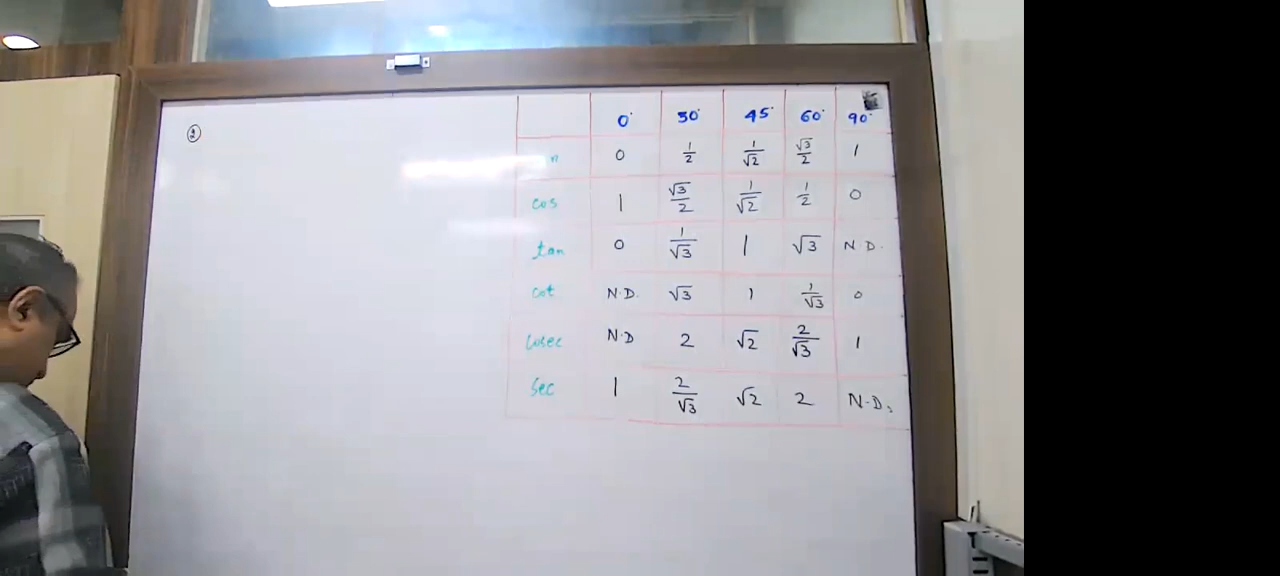 ②
0° 30° 45° 60° 90°
n 0 1/2 1/√2 √3/2 1
cos 1 √3/2 1/√2 1/2 0
tan 0 1/√3 1 √3 N D.
cot N.D. √3 1 1/√3 0
cosec N.D 2 √2 2/√3 1
sec 1 2/√3 √2 2 N.D.